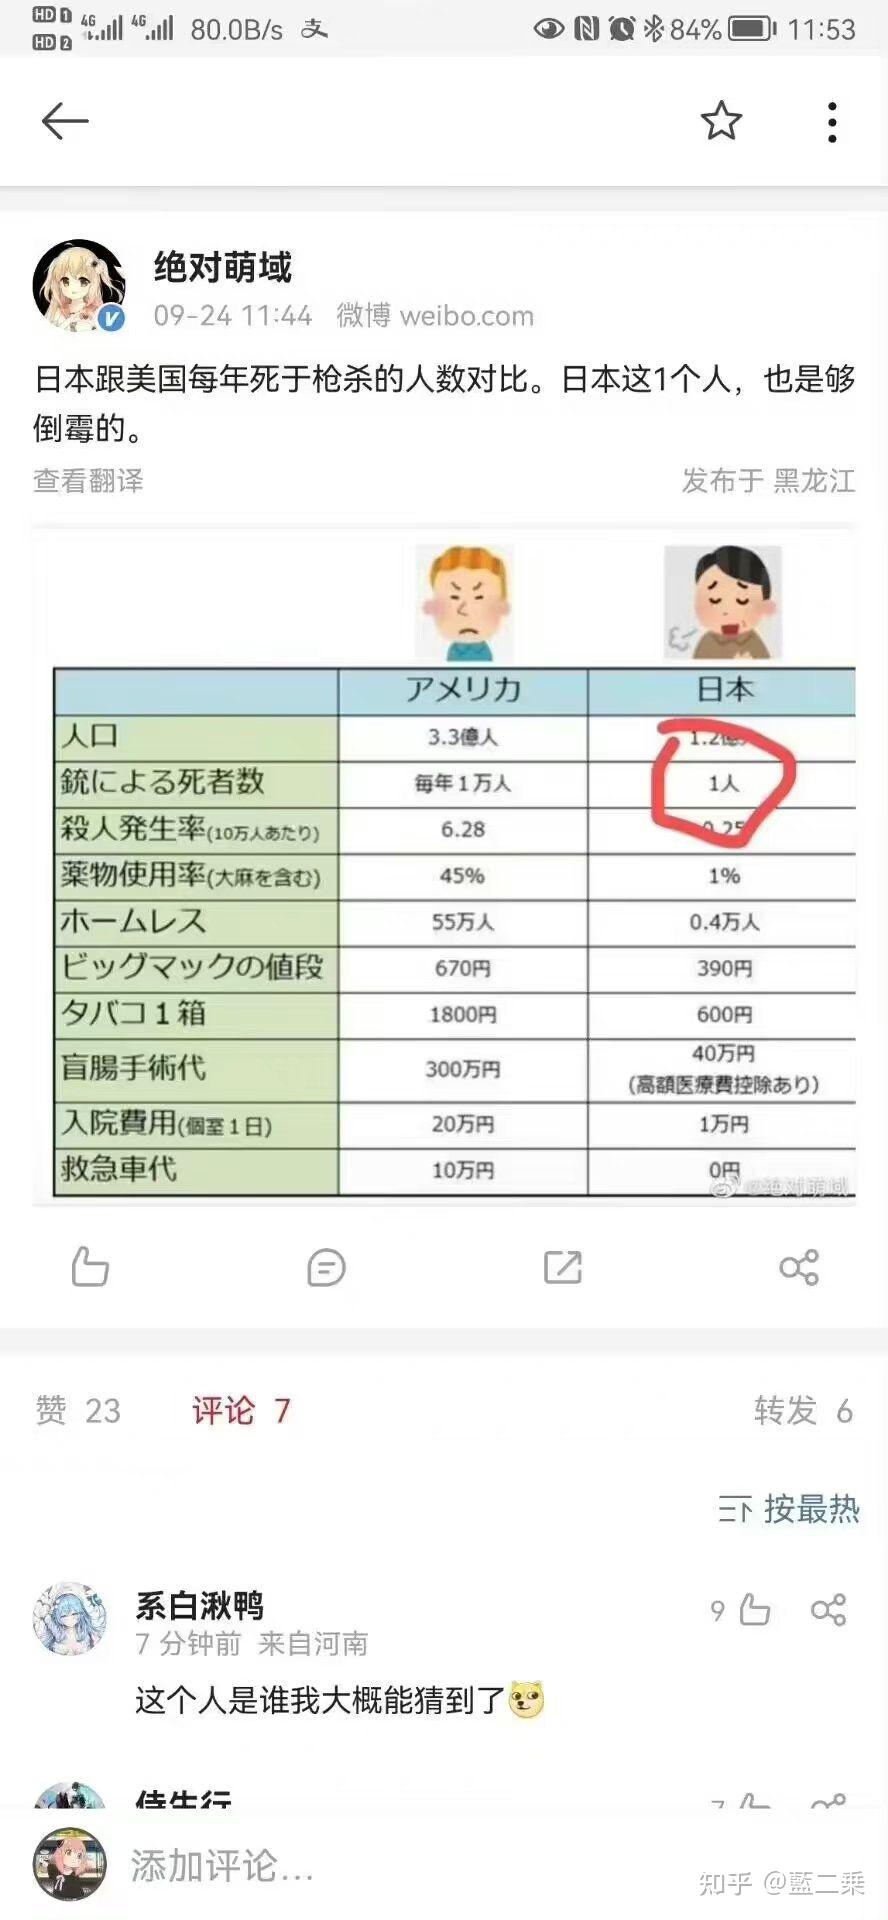 HD 1 4G 4G 80.0B/s 支 84% 11:53
HD 2
绝对萌域
09-24 11:44 微博 weibo.com
日本跟美国每年死于枪杀的人数对比。日本这1个人，也是够
倒霉的。
查看翻译 发布于 黑龙江
アメリカ 日本
人口 3.3億人 1.2億
銃による死者数 毎年1万人 1人
殺人発生率(10万人あたり) 6.28 0.25
薬物使用率(大麻を含む) 45% 1%
ホームレス 55万人 0.4万人
ビッグマックの値段 670円 390円
タバコ1箱 1800円 600円
盲腸手術代 300万円 40万円
(高額医療費控除あり)
入院費用(個室1日) 20万円 1万円
救急車代 10万円 0円
@绝对萌域
赞 23 评论 7 转发 6
按最热
系白湫鸭 9
7 分钟前 来自河南
这个人是谁我大概能猜到了
添加评论...
知乎 @藍二乘